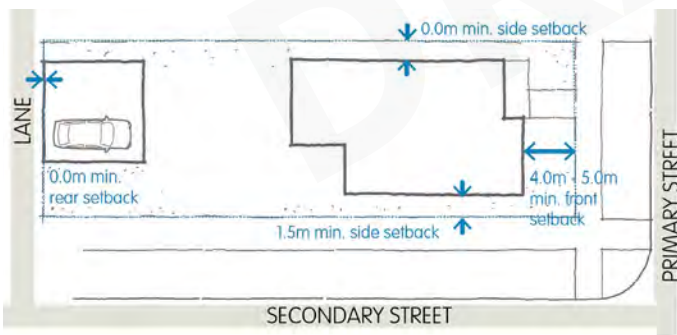 0.0m min. side setback
LANE
0.0m min.
rear setback
4.0m - 5.0m
min. front
setback
1.5m min. side setback
PRIMARY STREET
SECONDARY STREET